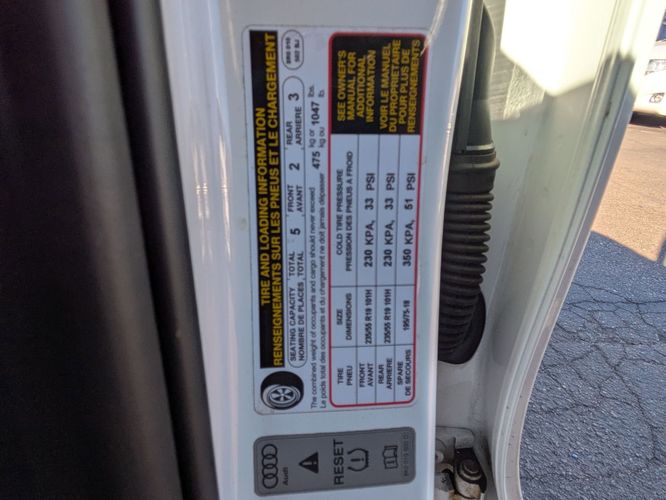 TIRE AND LOADING INFORMATION
RENSEIGNEMENTS SUR LES PNEUS ET LE CHARGEMENT
SEATING CAPACITY TOTAL 5 FRONT 2 REAR 3
NOMBRE DE PLACES TOTAL AVANT ARRIERE
The combined weight of occupants and cargo should never exceed 475 kg or 1047 lbs.
Le poids total des occupants et du chargement ne doit jamais dépasser kg ou lb.
TIRE SIZE COLD TIRE PRESSURE
PNEU DIMENSIONS PRESSION DES PNEUS A FROID
FRONT
AVANT 235/55 R19 101H 230 KPA, 33 PSI
REAR
ARRIERE 235/55 R19 101H 230 KPA, 33 PSI
SPARE
DE SECOURS 195/75-18 350 KPA, 51 PSI
SEE OWNER'S
MANUAL FOR
ADDITIONAL
INFORMATION
VOIR LE MANUEL
DU PROPRIETAIRE
POUR PLUS DE
RENSEIGNEMENTS
Audi
RESET